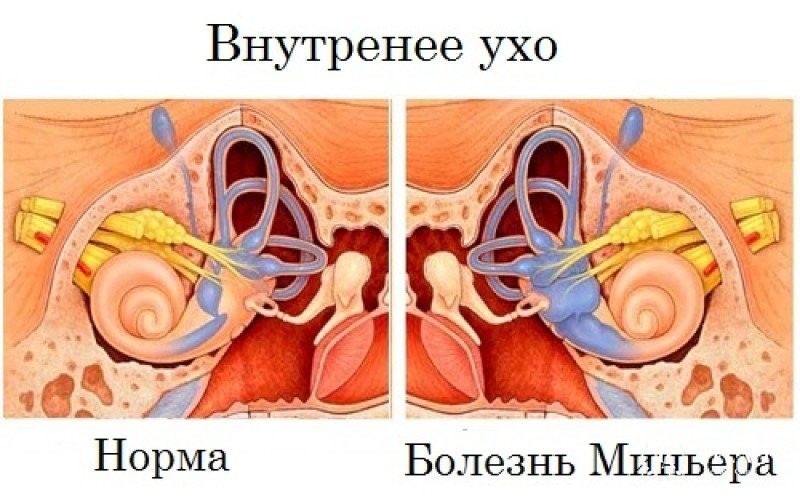 Внутренее ухо
Норма
Болезнь Миньера